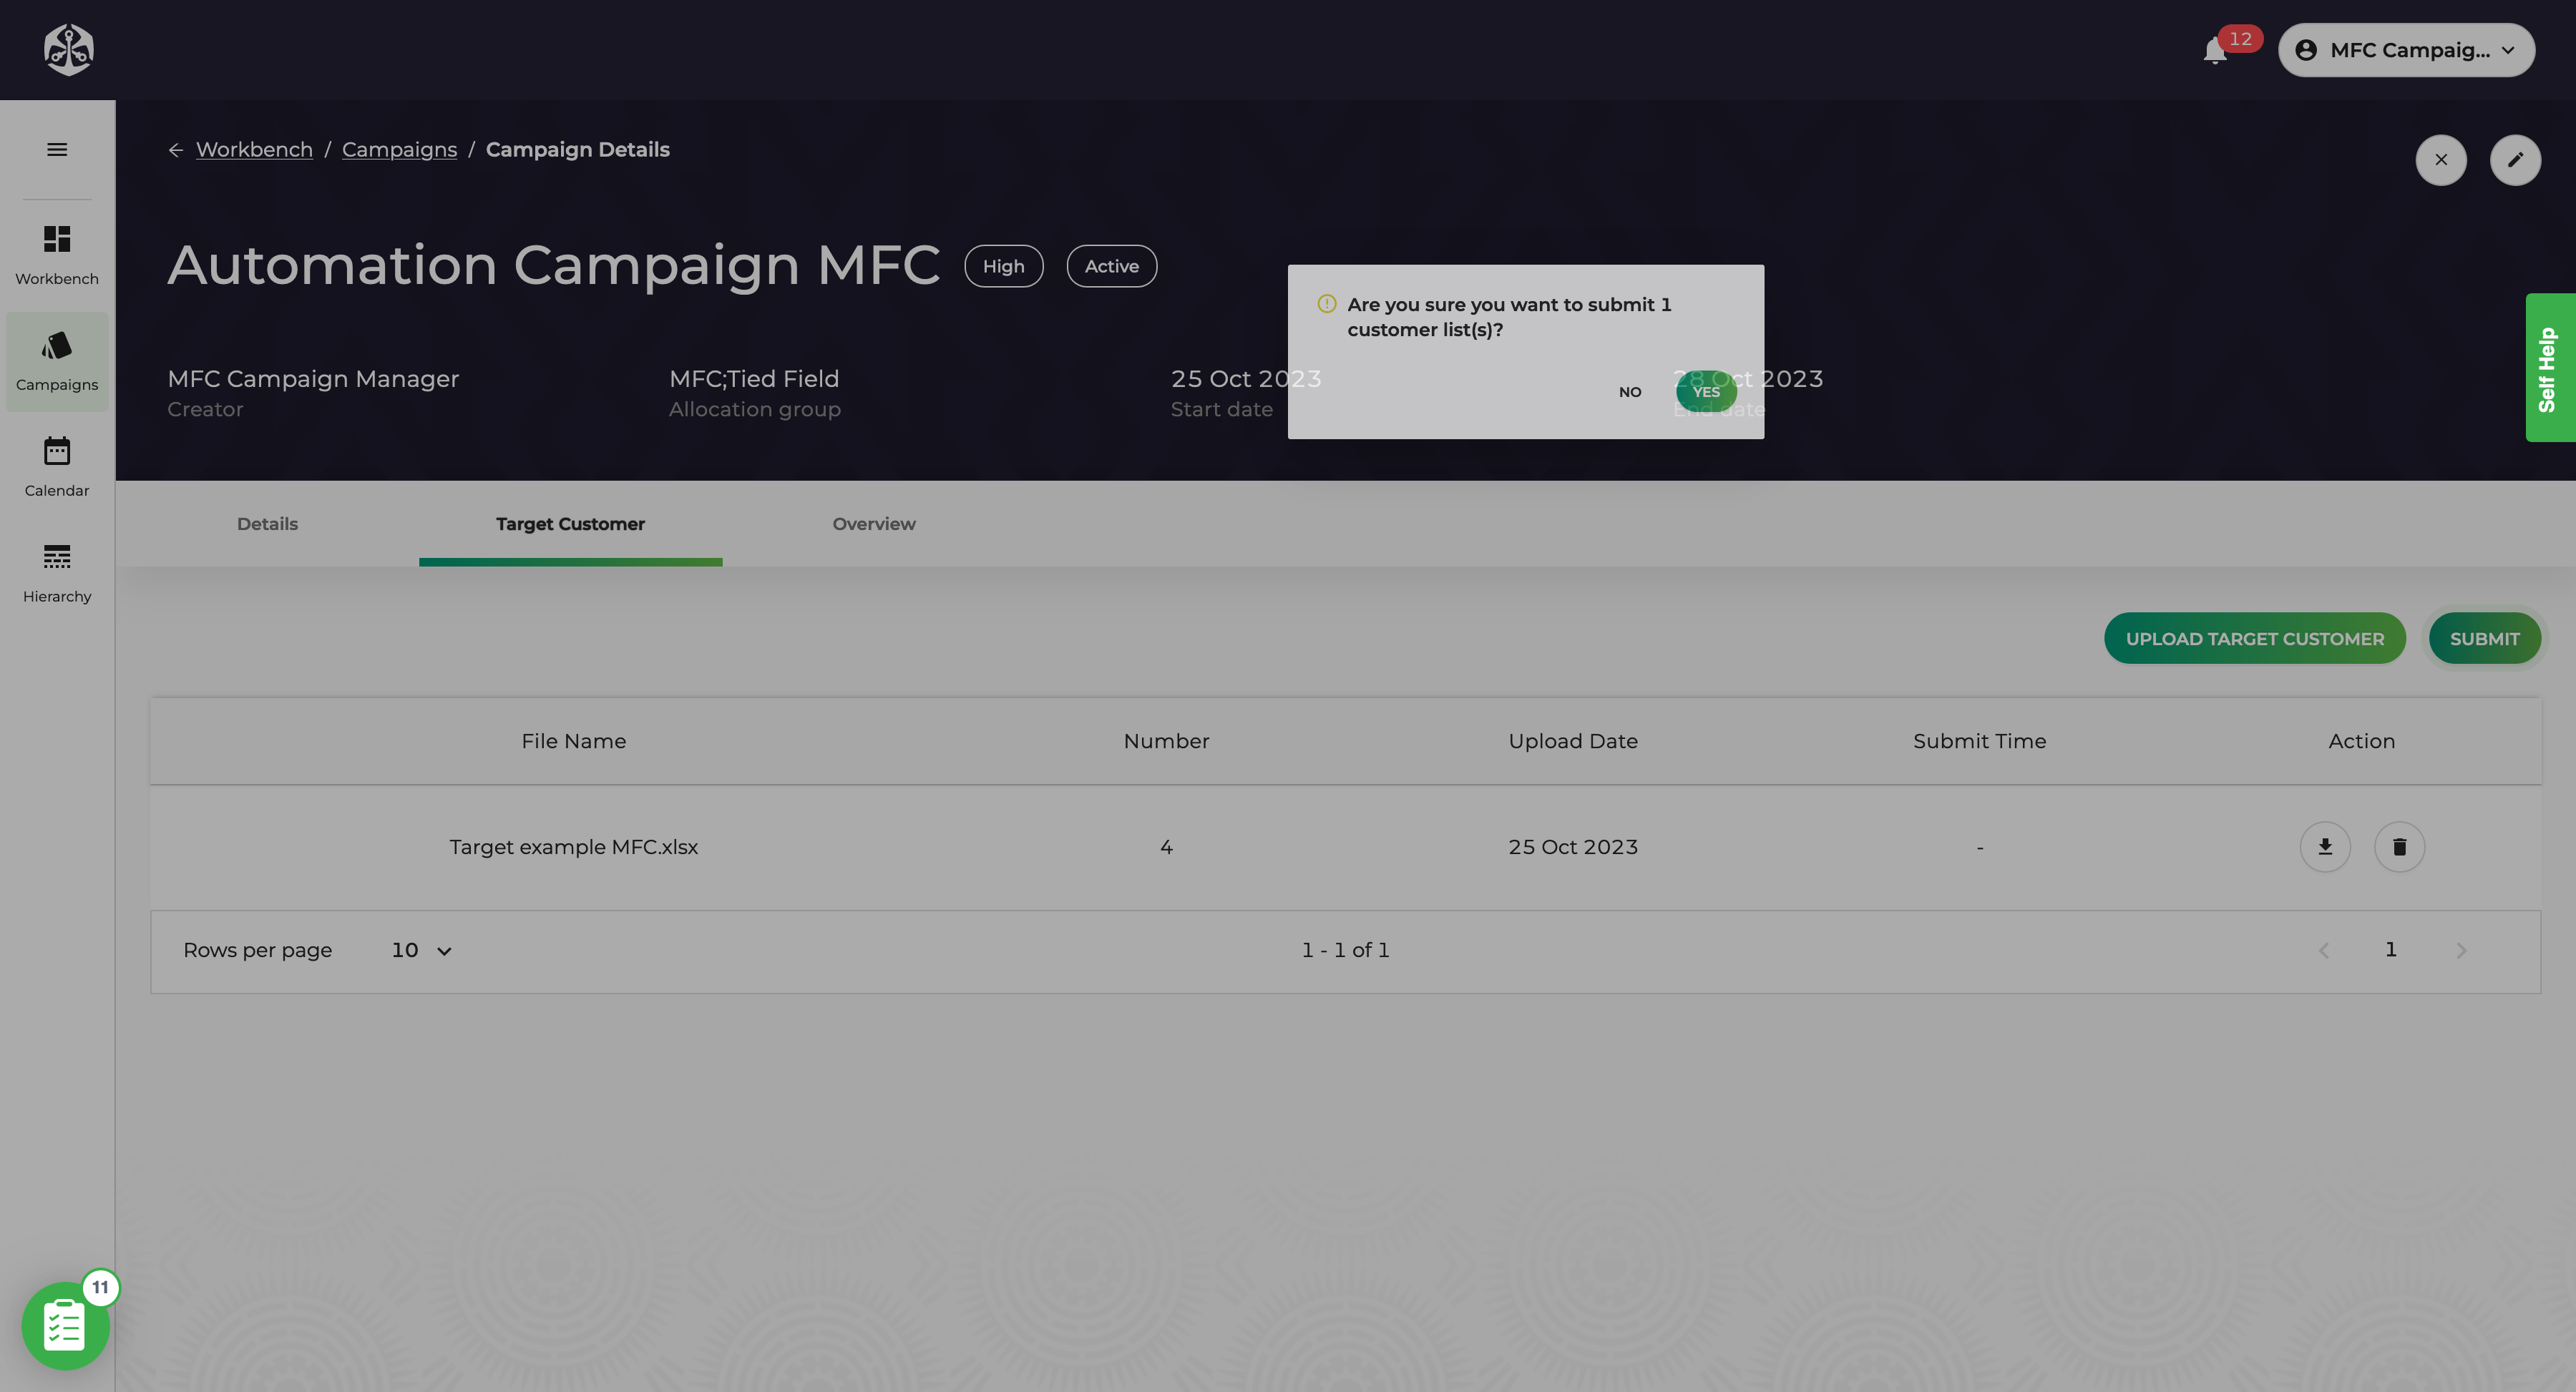 12
MFC Campaig...
Workbench / Campaigns / Campaign Details
Automation Campaign MFC
High
Active
Are you sure you want to submit 1
customer list(s)?
NO
YES
MFC Campaign Manager
Creator
MFC;Tied Field
Allocation group
25 Oct 2023
Start date
28 Oct 2023
End date
Self Help
Workbench
Campaigns
Calendar
Hierarchy
Details
Target Customer
Overview
UPLOAD TARGET CUSTOMER
SUBMIT
File Name
Number
Upload Date
Submit Time
Action
Target example MFC.xlsx
4
25 Oct 2023
-
Rows per page
10
1 - 1 of 1
1
11